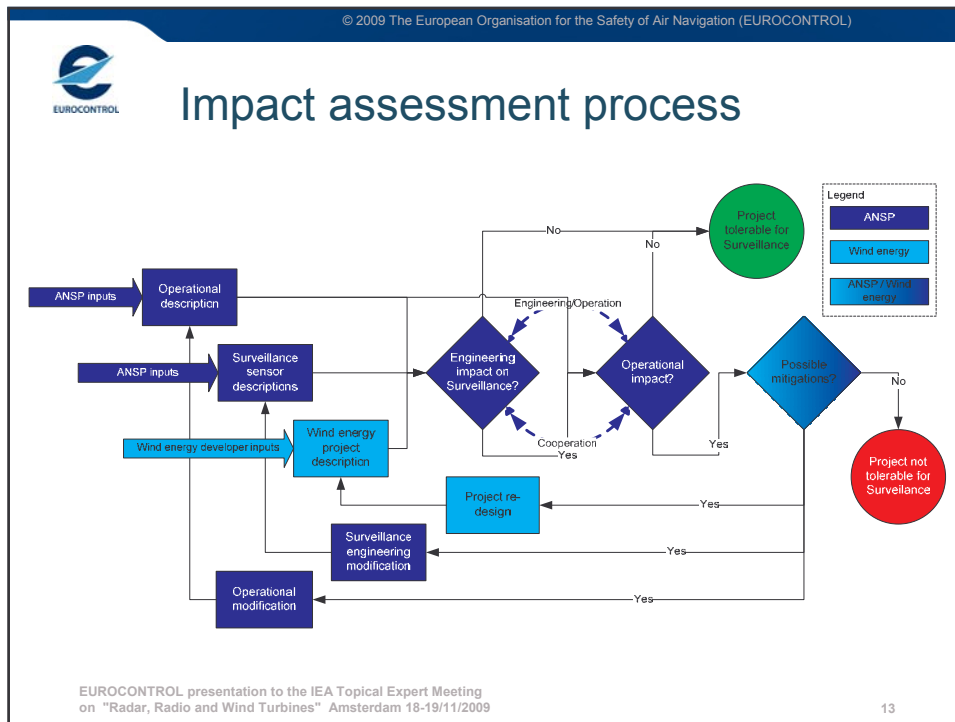 © 2009 The European Organisation for the Safety of Air Navigation (EUROCONTROL)
EUROCONTROL
Impact assessment process
Legend
ANSP
Wind energy
ANSP / Wind
energy
Project
tolerable for
Surveillance
No
No
ANSP inputs
Operational
description
Engineering/Operation
ANSP inputs
Surveillance
sensor
descriptions
Engineering
impact on
Surveillance?
Operational
impact?
Possible
mitigations?
No
Wind energy developer inputs
Wind energy
project
description
Cooperation
Yes
Yes
Project not
tolerable for
Surveillance
Project re-
design
Yes
Surveillance
engineering
modification
Yes
Operational
modification
Yes
EUROCONTROL presentation to the IEA Topical Expert Meeting
on "Radar, Radio and Wind Turbines" Amsterdam 18-19/11/2009
13